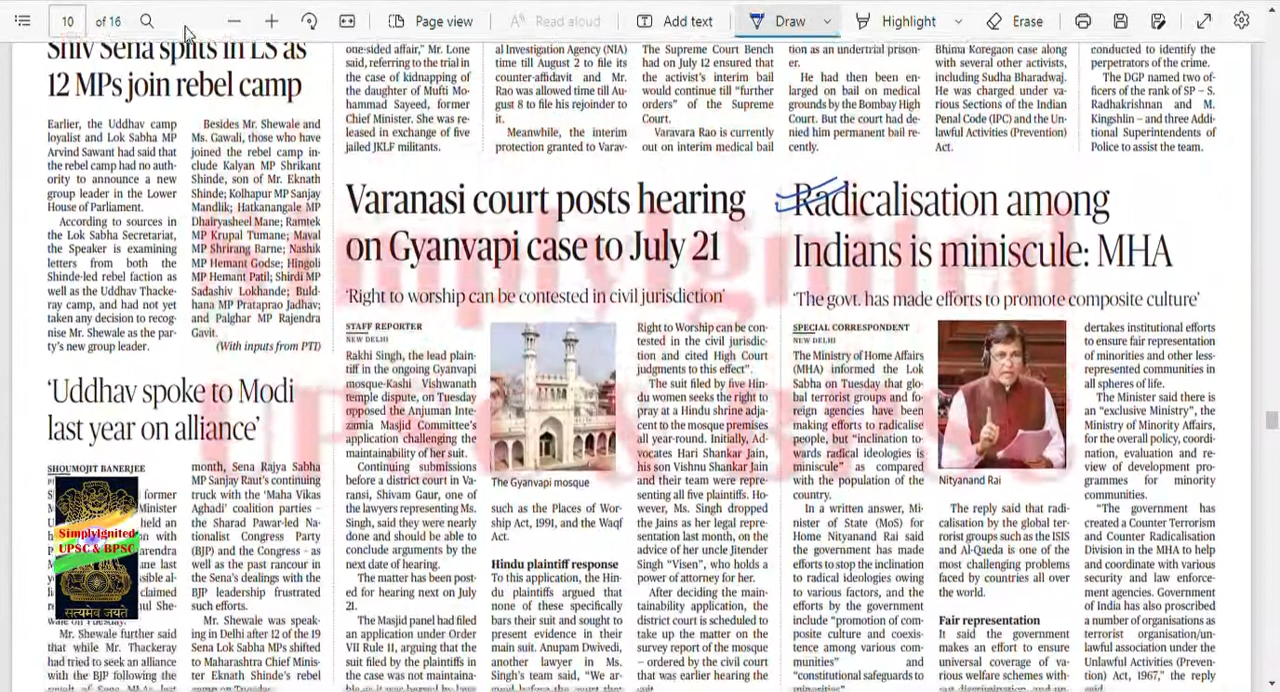 10 of 16
Page view
Read aloud
Add text
Draw
Highlight
Erase
Shiv Sena splits in LS as
12 MPs join rebel camp
Earlier, the Uddhav camp
loyalist and Lok Sabha MP
Arvind Sawant had said that
the rebel camp had no auth-
ority to announce a new
group leader in the Lower
House of Parliament.
According to sources in
the Lok Sabha Secretariat,
the Speaker is examining
letters from both the
Shinde-led rebel faction as
well as the Uddhav Thacke-
ray camp, and had not yet
taken any decision to recog-
nise Mr. Shewale as the par-
ty's new group leader.
Besides Mr. Shewale and
Ms. Gawali, those who have
joined the rebel camp in-
clude Kalyan MP Shrikant
Shinde, son of Mr. Eknath
Shinde; Kolhapur MP Sanjay
Mandlik; Hatkanangale MP
Dhairyasheel Mane; Ramtek
MP Krupal Tumane; Maval
MP Shrirang Barne; Nashik
MP Hemant Godse; Hingoli
MP Hemant Patil; Shirdi MP
Sadashiv Lokhande; Buld-
hana MP Prataprao Jadhav;
and Palghar MP Rajendra
Gavit.
(With inputs from PTI)
'Uddhav spoke to Modi
last year on alliance'
SHOUMOJIT BANERJEE
former
Minister
held an
with
arendra
ane last
ssible al-
claimed
ul She-
wale on Tuesday.
Mr. Shewale further said
that while Mr. Thackeray
had tried to seek an alliance
with the BJP following the
month, Sena Rajya Sabha
MP Sanjay Raut's continuing
truck with the 'Maha Vikas
Aghadi' coalition parties –
the Sharad Pawar-led Na-
tionalist Congress Party
(BJP) and the Congress – as
well as the past rancour in
the Sena's dealings with the
BJP leadership frustrated
such efforts.
Mr. Shewale was speak-
ing in Delhi after 12 of the 19
Sena Lok Sabha MPs shifted
to Maharashtra Chief Minis-
ter Eknath Shinde's rebel
camp on Tuesday
SimplyIgnited
UPSC & BPSC
सत्यमेव जयते
one-sided affair," Mr. Lone
said, referring to the trial in
the case of kidnapping of
the daughter of Mufti Mo-
hammad Sayeed, former
Chief Minister. She was re-
leased in exchange of five
jailed JKLF militants.
al Investigation Agency (NIA)
time till August 2 to file its
counter-affidavit and Mr.
Rao was allowed time till Au-
gust 8 to file his rejoinder to
it.
Meanwhile, the interim
protection granted to Varav-
The Supreme Court Bench
had on July 12 ensured that
the activist's interim bail
would continue till "further
orders" of the Supreme
Court.
Varavara Rao is currently
out on interim medical bail
tion as an undertrial prison-
er.
He had then been en-
larged on bail on medical
grounds by the Bombay High
Court. But the court had de-
nied him permanent bail re-
cently.
Bhima Koregaon case along
with several other activists,
including Sudha Bharadwaj.
He was charged under va-
rious Sections of the Indian
Penal Code (IPC) and the Un-
lawful Activities (Prevention)
Act.
conducted to identify the
perpetrators of the crime.
The DGP named two of-
ficers of the rank of SP – S.
Radhakrishnan and M.
Kingshlin – and three Addi-
tional Superintendents of
Police to assist the team.
Varanasi court posts hearing
on Gyanvapi case to July 21
'Right to worship can be contested in civil jurisdiction'
STAFF REPORTER
NEW DELHI
Rakhi Singh, the lead plain-
tiff in the ongoing Gyanvapi
mosque-Kashi Vishwanath
temple dispute, on Tuesday
opposed the Anjuman Inte-
zamia Masjid Committee's
application challenging the
maintainability of her suit.
Continuing submissions
before a district court in Va-
ransi, Shivam Gaur, one of
the lawyers representing Ms.
Singh, said they were nearly
done and should be able to
conclude arguments by the
next date of hearing.
The matter has been post-
ed for hearing next on July
21.
The Masjid panel had filed
an application under Order
VII Rule II, arguing that the
suit filed by the plaintiffs in
the case was not maintaina-
The Gyanvapi mosque
such as the Places of Wor-
ship Act, 1991, and the Waqf
Act.
Hindu plaintiff response
To this application, the Hin-
du plaintiffs argued that
none of these specifically
bars their suit and sought to
present evidence in their
main suit. Anupam Dwivedi,
another lawyer in Ms.
Singh's team said, "We ar-
Right to Worship can be con-
tested in the civil jurisdic-
tion and cited High Court
judgments to this effect".
The suit filed by five Hin-
du women seeks the right to
pray at a Hindu shrine adja-
cent to the mosque premises
all year-round. Initially, Ad-
vocates Hari Shankar Jain,
his son Vishnu Shankar Jain
and their team were repre-
senting all five plaintiffs. Ho-
wever, Ms. Singh dropped
the Jains as her legal repre-
sentation last month, on the
advice of her uncle Jitender
Singh "Visen", who holds a
power of attorney for her.
After deciding the main-
tainability application, the
district court is scheduled to
take up the matter on the
survey report of the mosque
– ordered by the civil court
that was earlier hearing the
suit
Radicalisation among
Indians is miniscule: MHA
'The govt. has made efforts to promote composite culture'
SPECIAL CORRESPONDENT
NEW DELHI
The Ministry of Home Affairs
(MHA) informed the Lok
Sabha on Tuesday that glo-
bal terrorist groups and fo-
reign agencies have been
making efforts to radicalise
people, but "inclination to-
wards radical ideologies is
miniscule" as compared
with the population of the
country.
In a written answer, Mi-
nister of State (MoS) for
Home Nityanand Rai said
the government has made
efforts to stop the inclination
to radical ideologies owing
to various factors, and the
efforts by the government
include "promotion of com-
posite culture and coexis-
tence among various com-
munities" and
"constitutional safeguards to
minorities"
Nityanand Rai
The reply said that radi-
calisation by the global ter-
rorist groups such as the ISIS
and Al-Qaeda is one of the
most challenging problems
faced by countries all over
the world.
Fair representation
It said the government
makes an effort to ensure
universal coverage of va-
rious welfare schemes with-
dertakes institutional efforts
to ensure fair representation
of minorities and other less-
represented communities in
all spheres of life.
The Minister said there is
an "exclusive Ministry", the
Ministry of Minority Affairs,
for the overall policy, coordi-
nation, evaluation and re-
view of development pro-
grammes for minority
communities.
"The government has
created a Counter Terrorism
and Counter Radicalisation
Division in the MHA to help
and coordinate with various
security and law enforce-
ment agencies. Government
of India has also proscribed
a number of organisations as
terrorist organisation/un-
lawful association under the
Unlawful Activities (Preven-
tion) Act, 1967," the reply
said
SimplyIgnited